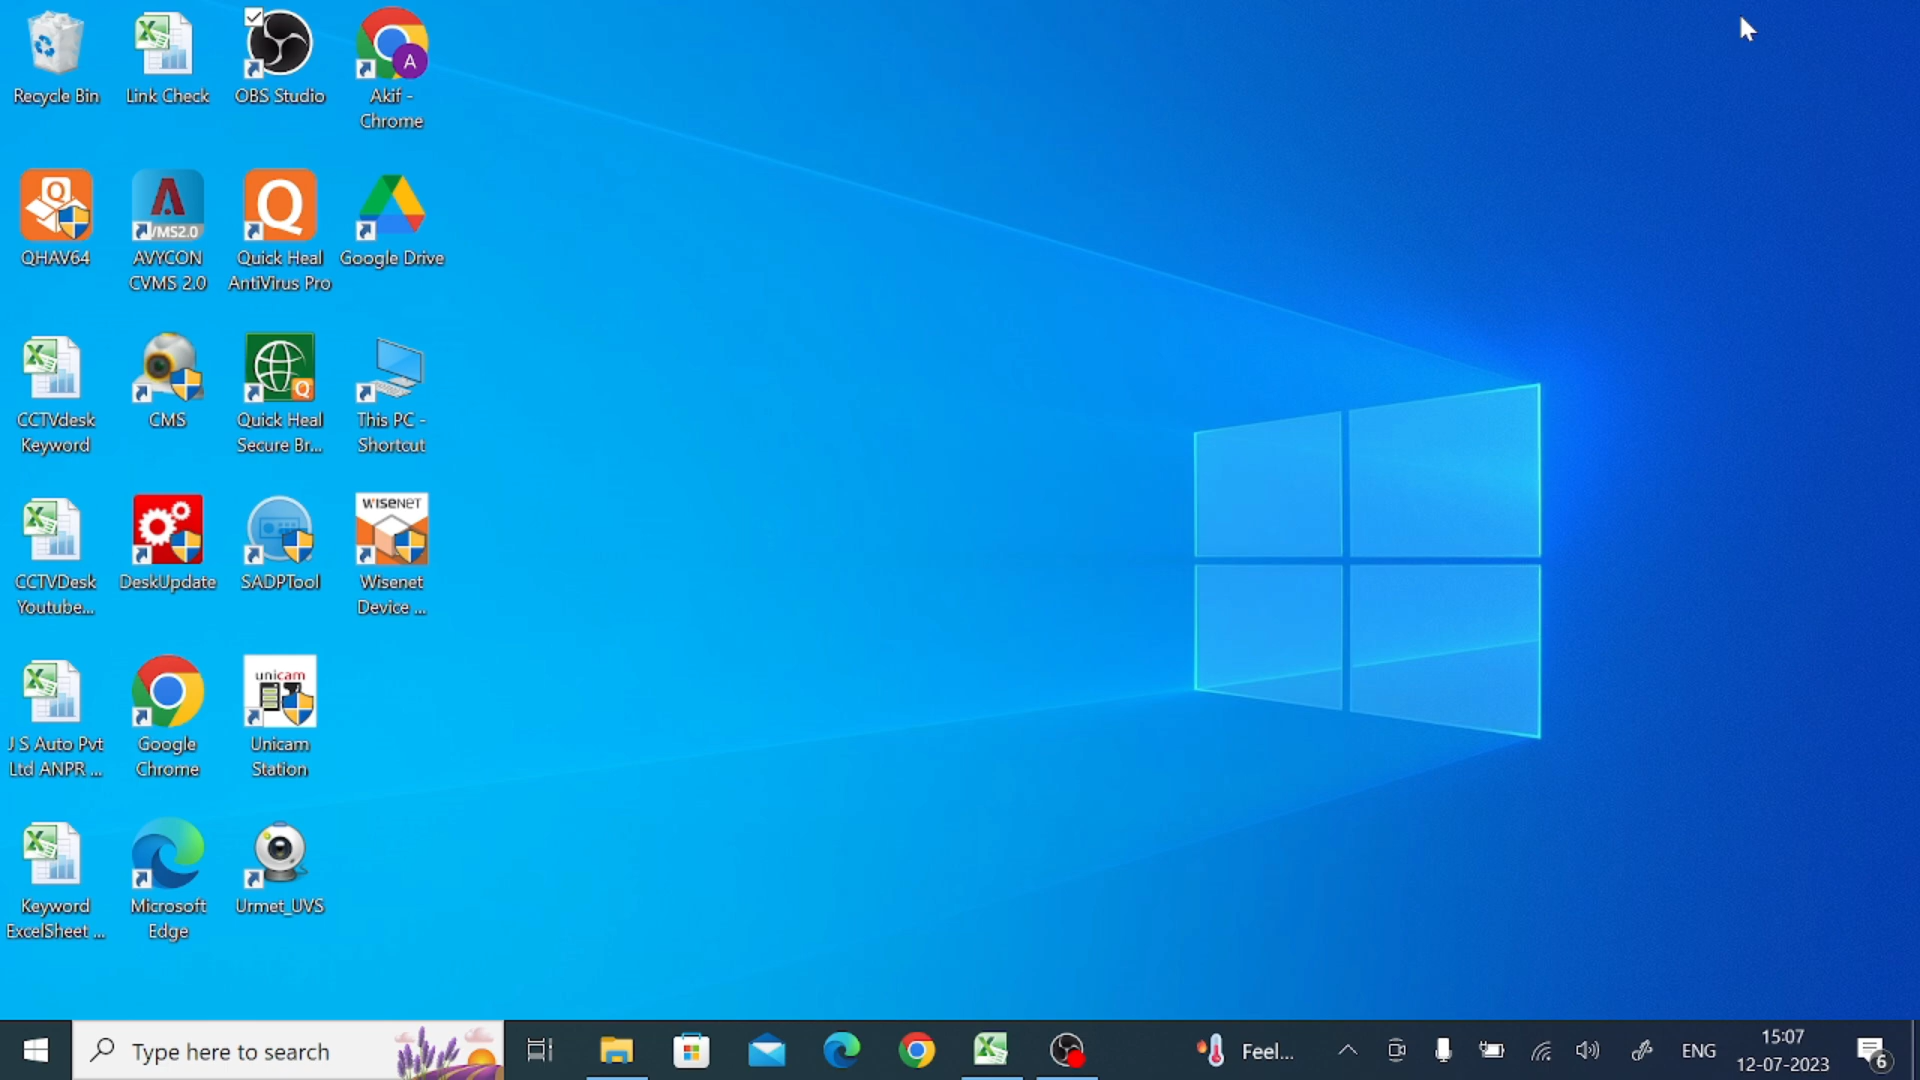 Recycle Bin
Link Check
OBS Studio
A
Akif -
Chrome
Q
QHAV64
VMS2.0
AVYCON
CVMS 2.0
Q
Quick Heal
AntiVirus Pro
Google Drive
CCTVdesk
Keyword
CMS
Q
Quick Heal
Secure Br...
This PC -
Shortcut
CCTVDesk
Youtube...
DeskUpdate
SADPTool
WISENET
Wisenet
Device ...
J S Auto Pvt
Ltd ANPR ...
Google
Chrome
unicam
Unicam
Station
Keyword
ExcelSheet ...
Microsoft
Edge
Urmet_UVS
Type here to search
Feel...
ENG
15:07
12-07-2023
6